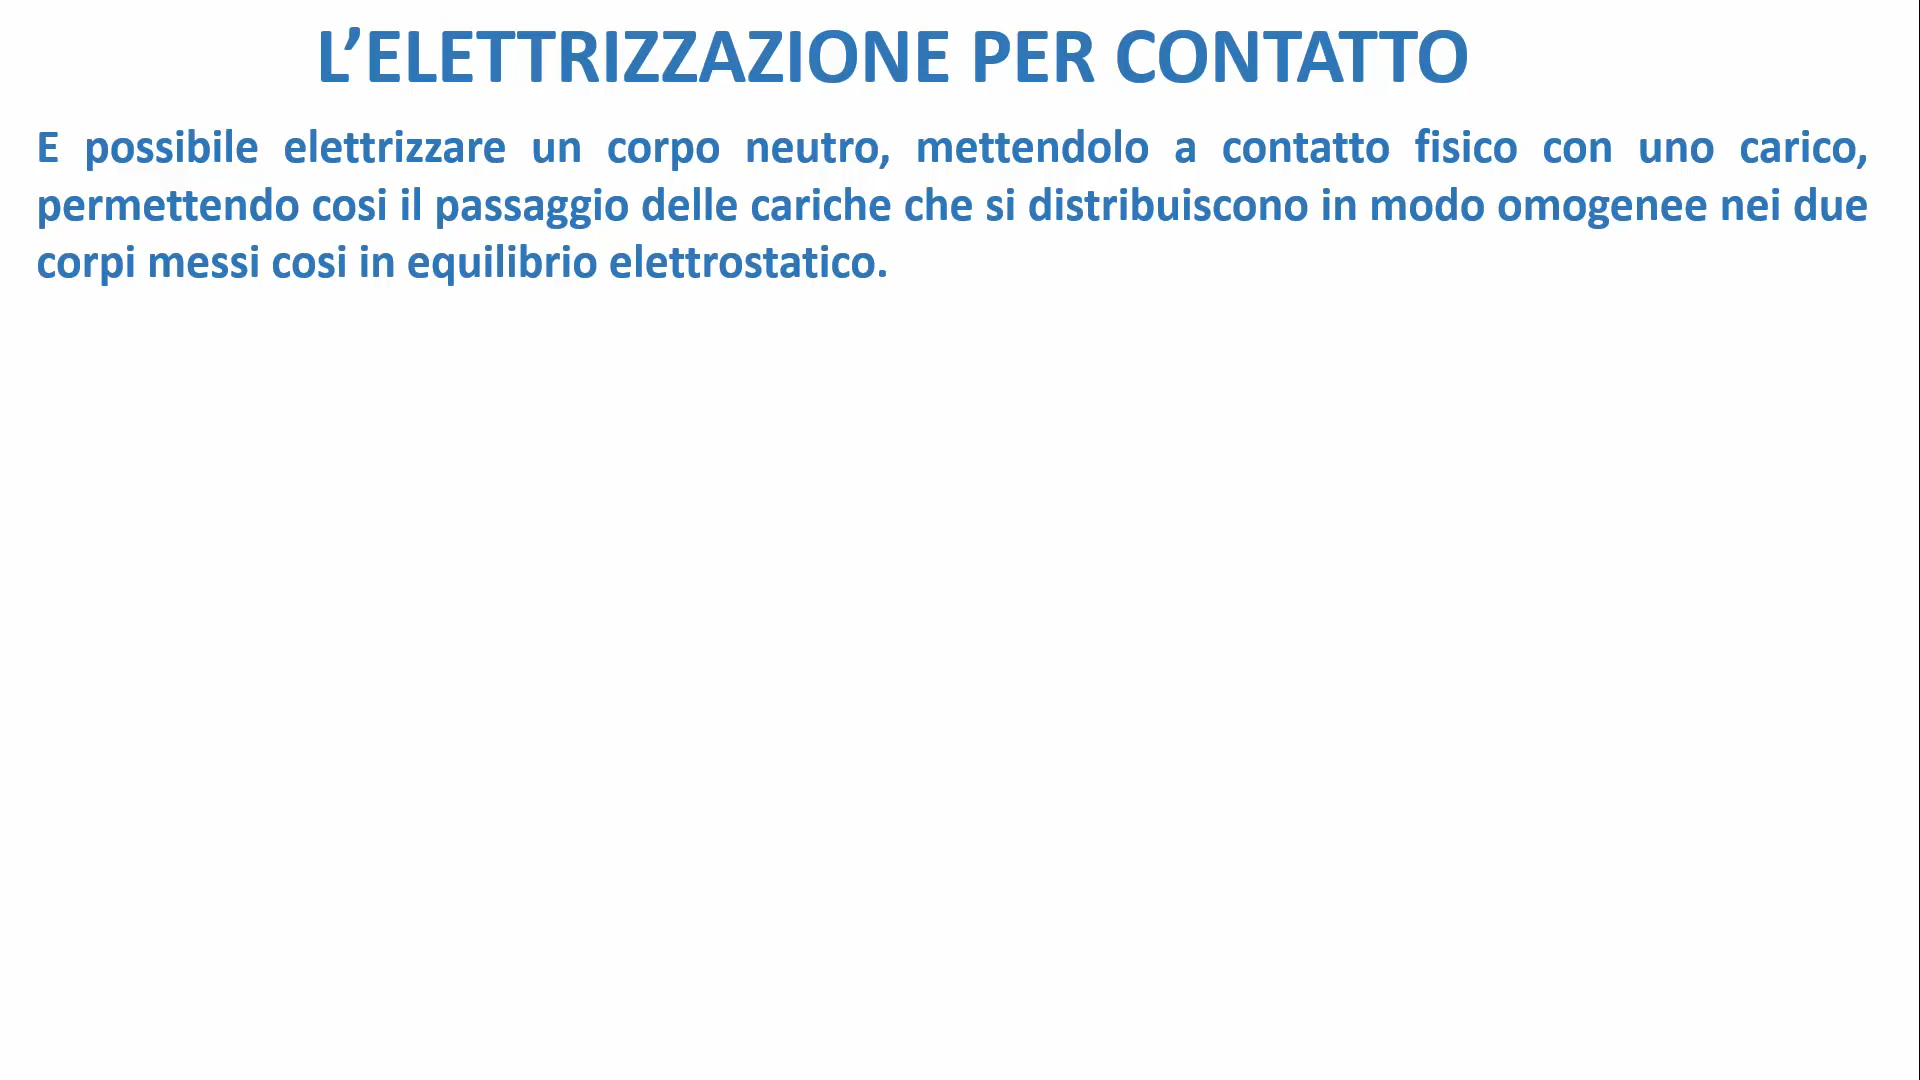 L’ELETTRIZZAZIONE PER CONTATTO
E possibile elettrizzare un corpo neutro, mettendolo a contatto fisico con uno carico,
permettendo cosi il passaggio delle cariche che si distribuiscono in modo omogenee nei due
corpi messi cosi in equilibrio elettrostatico.